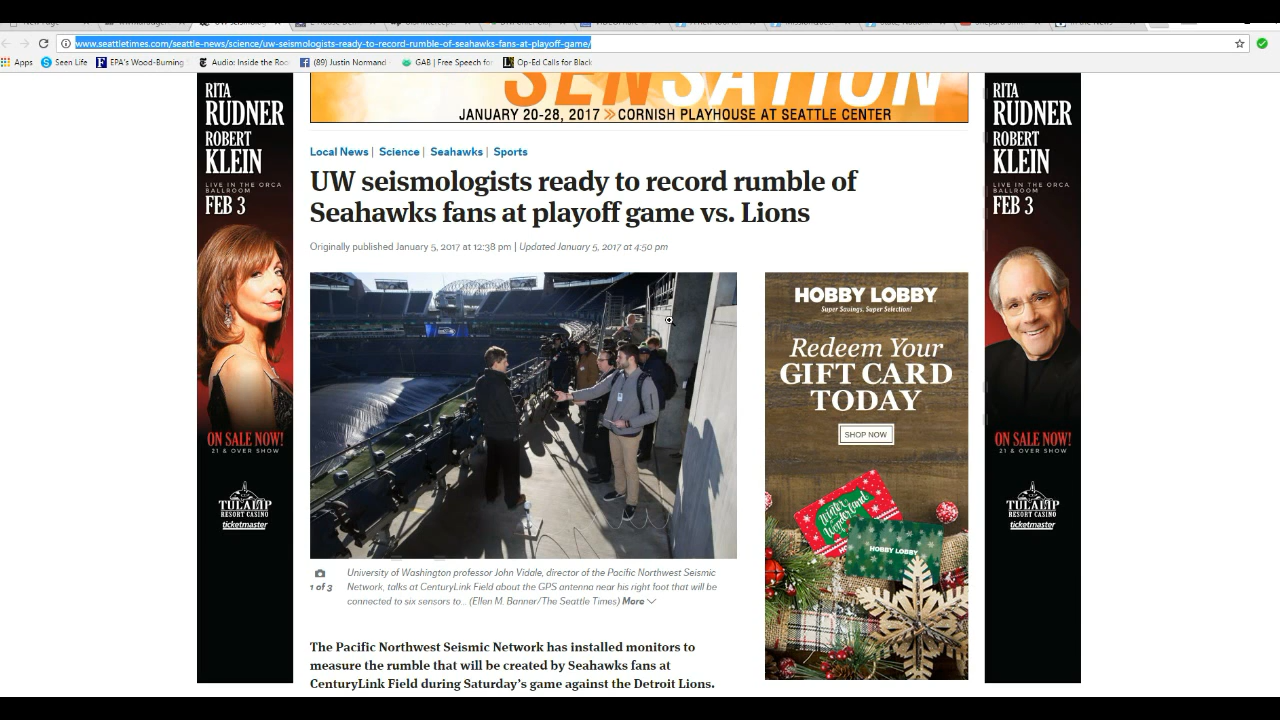 www.seattletimes.com/seattle-news/science/uw-seismologists-ready-to-record-rumble-of-seahawks-fans-at-playoff-game/
Apps
Seen Life
EPA's Wood-Burning
Audio: Inside the Roo
(89) Justin Normand
GAB | Free Speech for
Op-Ed Calls for Black
SENSATION
JANUARY 20-28, 2017 » CORNISH PLAYHOUSE AT SEATTLE CENTER
RITA
RUDNER
ROBERT
KLEIN
LIVE IN THE ORCA
BALLROOM
FEB 3
ON SALE NOW!
21 & OVER SHOW
TULALIP
RESORT CASINO
ticketmaster
Local News | Science | Seahawks | Sports
UW seismologists ready to record rumble of
Seahawks fans at playoff game vs. Lions
Originally published January 5, 2017 at 12:38 pm | Updated January 5, 2017 at 4:50 pm
1 of 3
University of Washington professor John Vidale, director of the Pacific Northwest Seismic
Network, talks at CenturyLink Field about the GPS antenna near his right foot that will be
connected to six sensors to... (Ellen M. Banner/The Seattle Times) More
The Pacific Northwest Seismic Network has installed monitors to
measure the rumble that will be created by Seahawks fans at
CenturyLink Field during Saturday's game against the Detroit Lions.
HOBBY LOBBY
Super Savings, Super Selection!
Redeem Your
GIFT CARD
TODAY
SHOP NOW
Winter
Wonderland
HOBBY LOBBY
RITA
RUDNER
ROBERT
KLEIN
LIVE IN THE ORCA
BALLROOM
FEB 3
ON SALE NOW!
21 & OVER SHOW
TULALIP
RESORT CASINO
ticketmaster